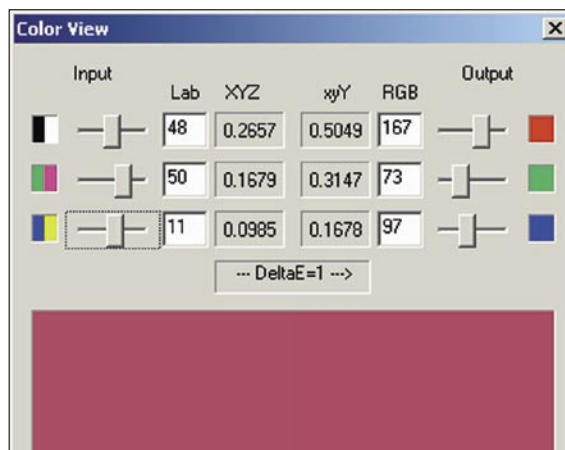 Color View
Input Output
Lab XYZ xyY RGB
48 0.2657 0.5049 167
50 0.1679 0.3147 73
11 0.0985 0.1678 97
--- DeltaE=1 --->